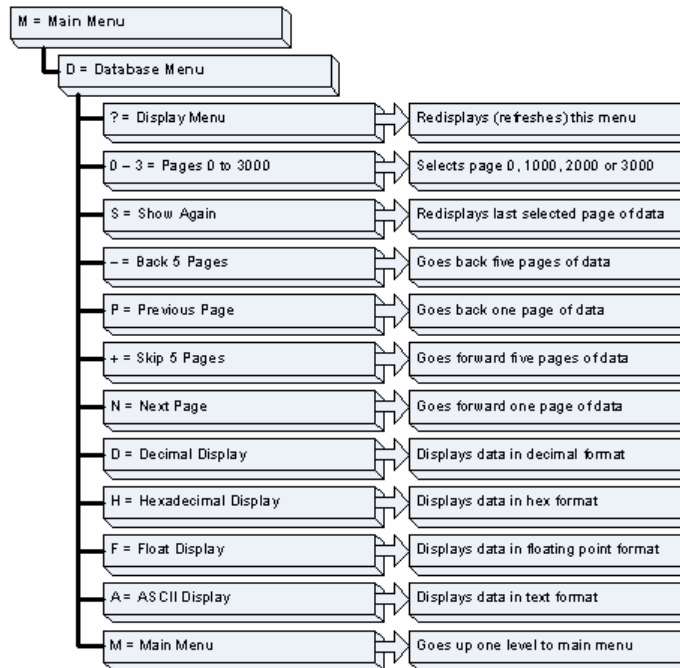 M = Main Menu
D = Database Menu
? = Display Menu
Redisplays (refreshes) this menu
0 – 3 = Pages 0 to 3000
Selects page 0, 1000, 2000 or 3000
S = Show Again
Redisplays last selected page of data
– = Back 5 Pages
Goes back five pages of data
P = Previous Page
Goes back one page of data
+ = Skip 5 Pages
Goes forward five pages of data
N = Next Page
Goes forward one page of data
D = Decimal Display
Displays data in decimal format
H = Hexadecimal Display
Displays data in hex format
F = Float Display
Displays data in floating point format
A = ASCII Display
Displays data in text format
M = Main Menu
Goes up one level to main menu